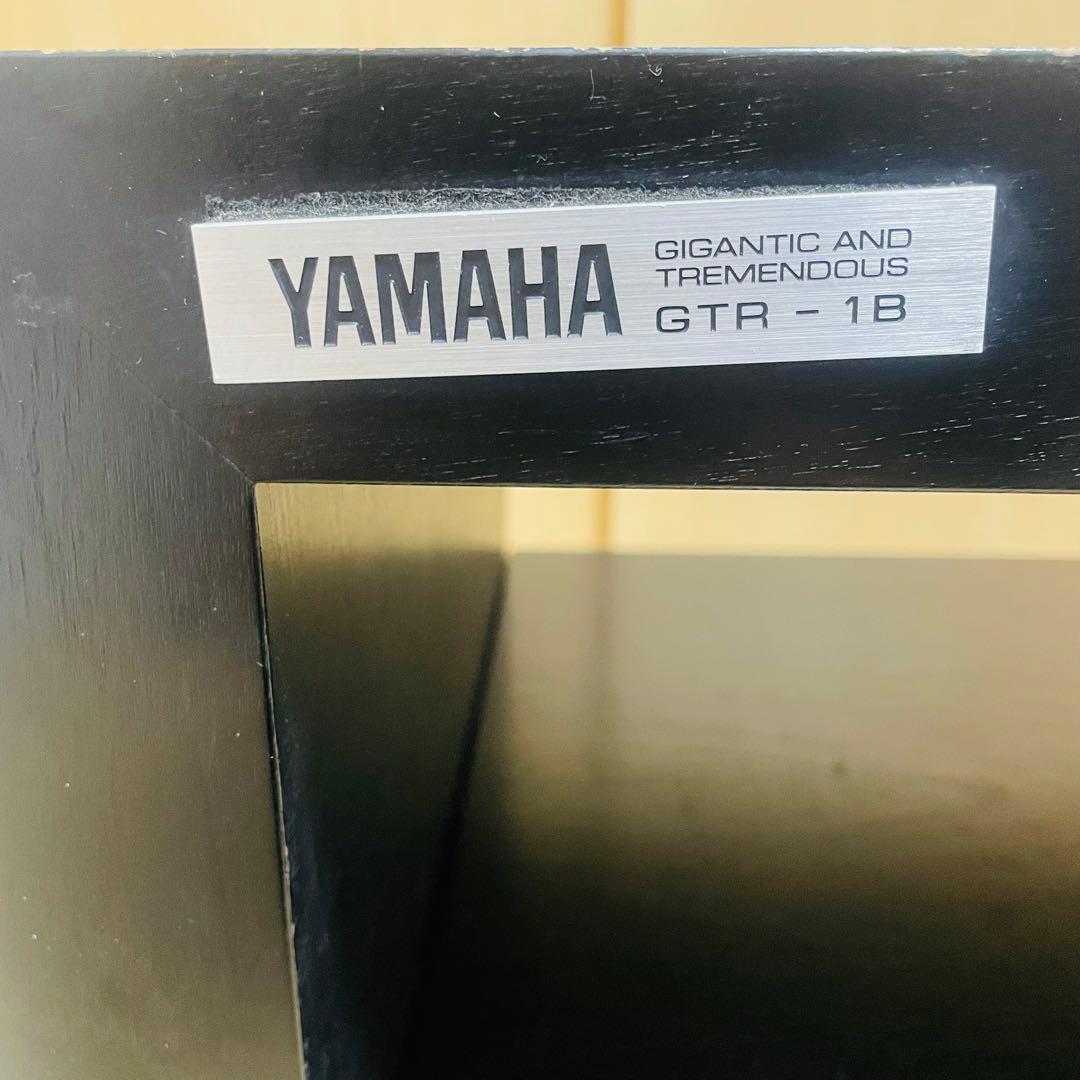 YAMAHA
GIGANTIC AND
TREMENDOUS
GTR - 1B